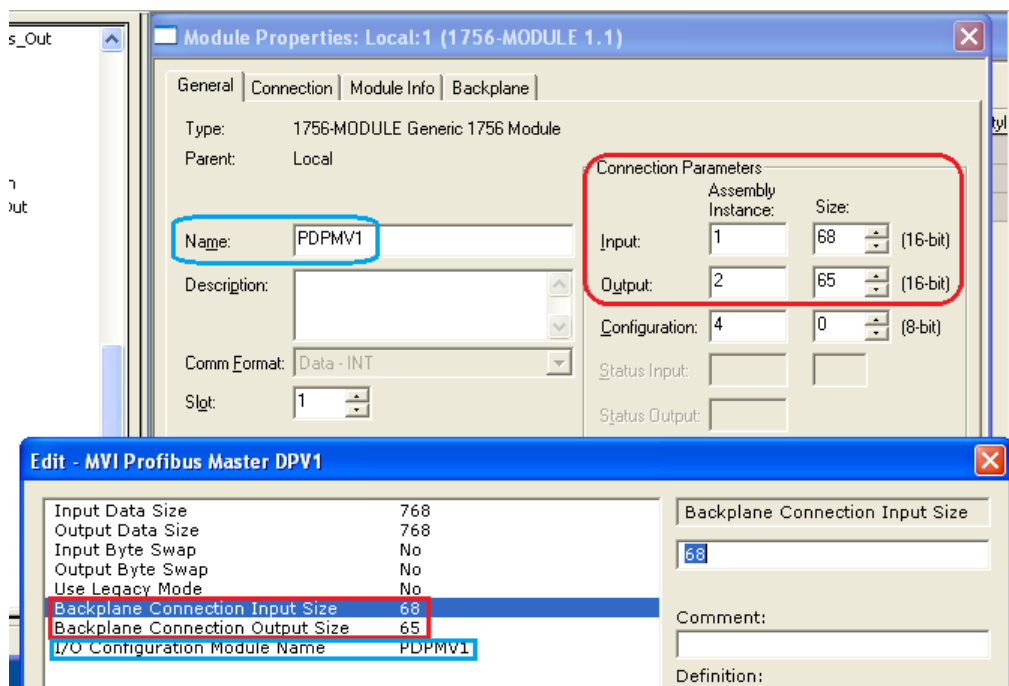 s_Out
Module Properties: Local:1 (1756-MODULE 1.1)
General Connection Module Info Backplane
Type: 1756-MODULE Generic 1756 Module
Parent: Local
Connection Parameters
Assembly
Instance: Size:
Name: PDPMV1
Input: 1 68 (16-bit)
Description:
Output: 2 65 (16-bit)
Configuration: 4 0 (8-bit)
Comm Format: Data - INT
Status Input:
Slot: 1
Status Output:
Edit - MVI Profibus Master DPV1
Input Data Size 768
Output Data Size 768
Input Byte Swap No
Output Byte Swap No
Use Legacy Mode No
Backplane Connection Input Size 68
Backplane Connection Output Size 65
I/O Configuration Module Name PDPMV1
Backplane Connection Input Size
68
Comment:
Definition: